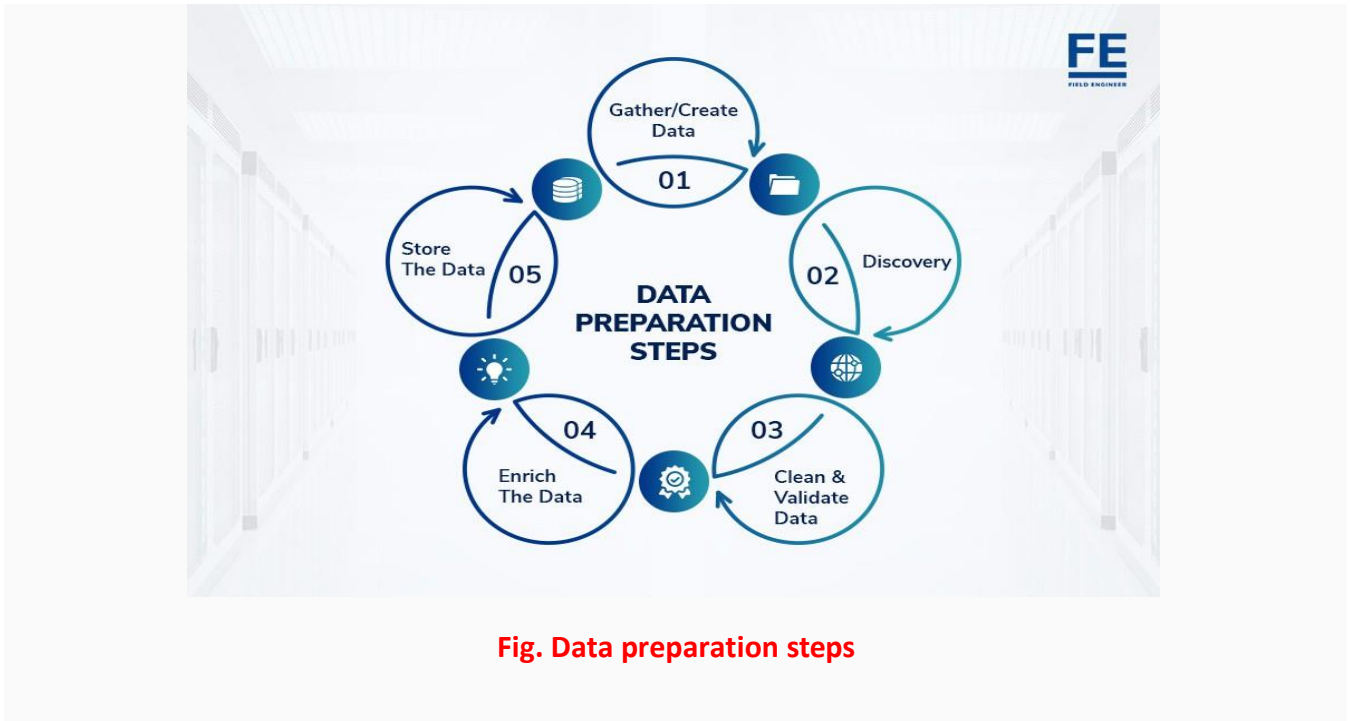 FE
FIELD ENGINEER
Gather/Create
Data
01
Discovery
02
Clean &
Validate
Data
03
Enrich
The Data
04
Store
The Data
05
DATA
PREPARATION
STEPS
Fig. Data preparation steps